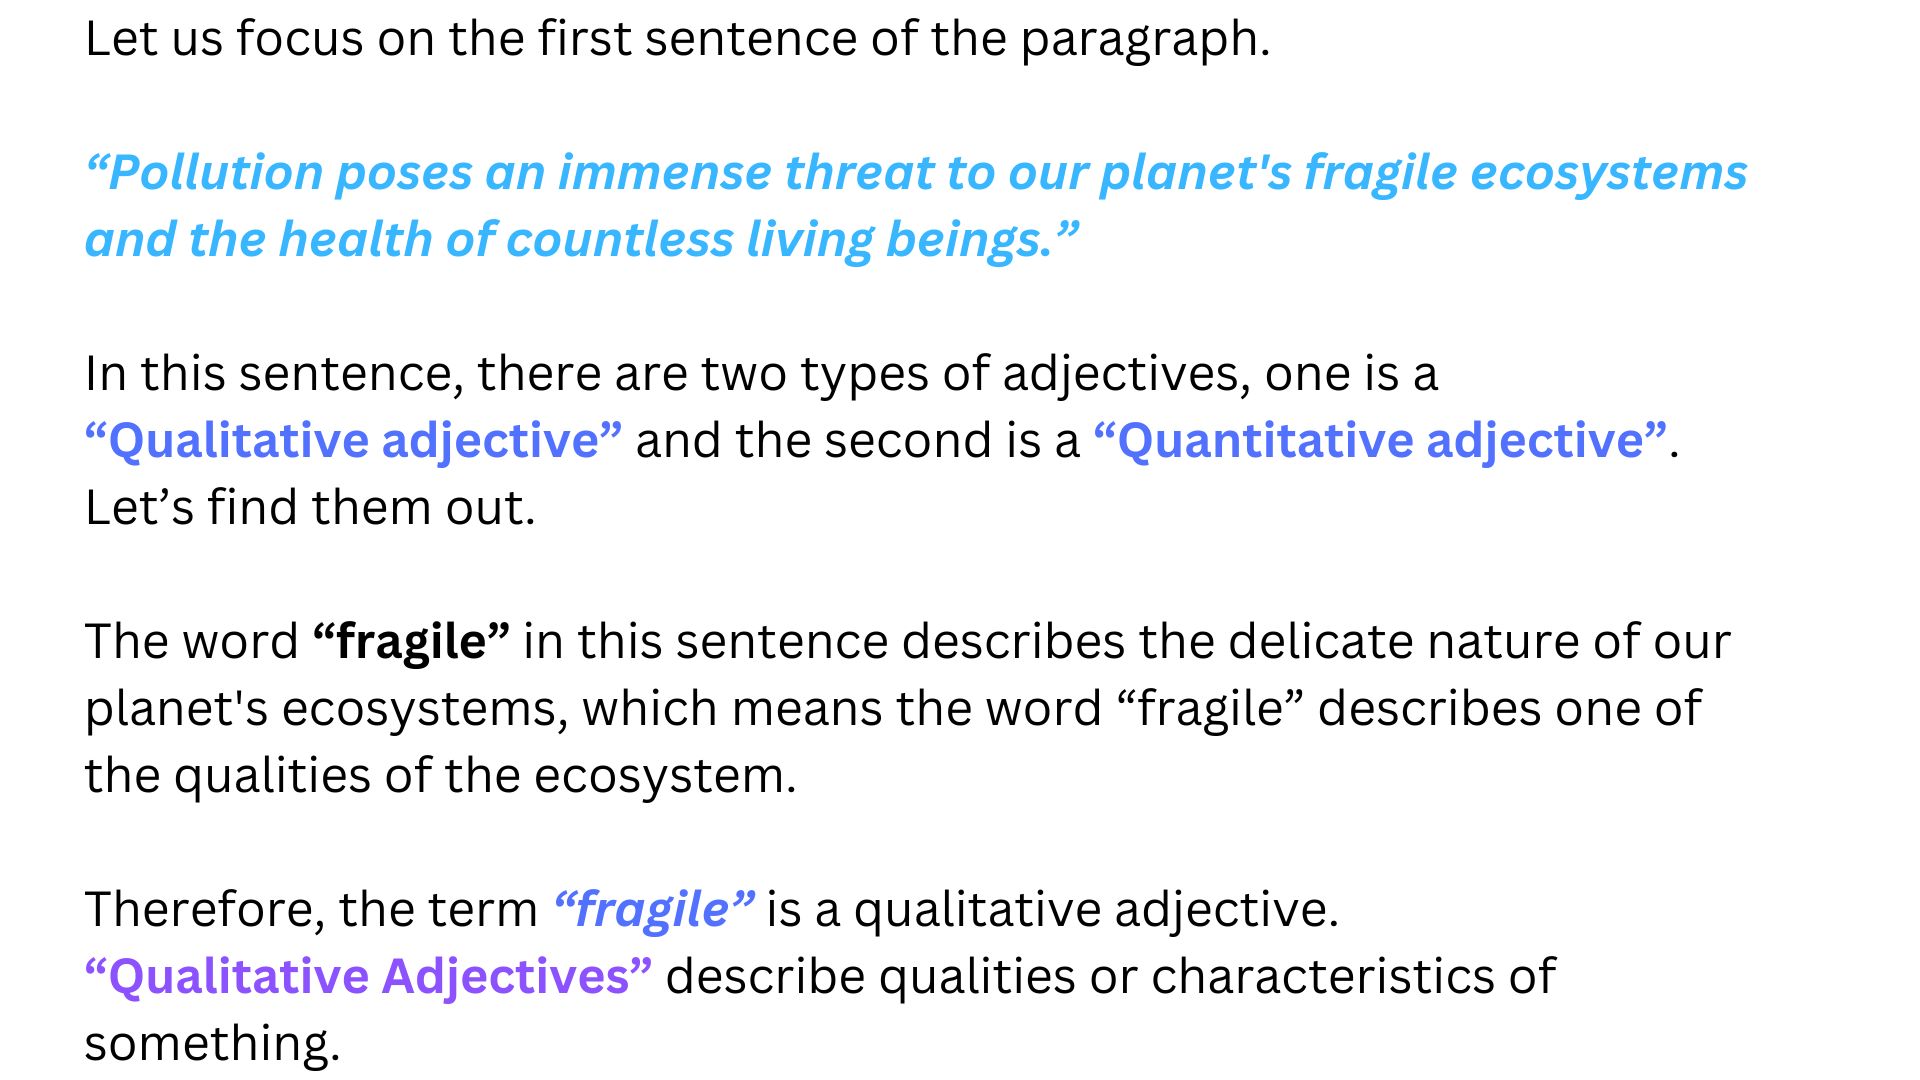 Let us focus on the first sentence of the paragraph.
“Pollution poses an immense threat to our planet's fragile ecosystems
and the health of countless living beings.”
In this sentence, there are two types of adjectives, one is a
“Qualitative adjective” and the second is a “Quantitative adjective”.
Let’s find them out.
The word “fragile” in this sentence describes the delicate nature of our
planet's ecosystems, which means the word “fragile” describes one of
the qualities of the ecosystem.
Therefore, the term “fragile” is a qualitative adjective.
“Qualitative Adjectives” describe qualities or characteristics of
something.